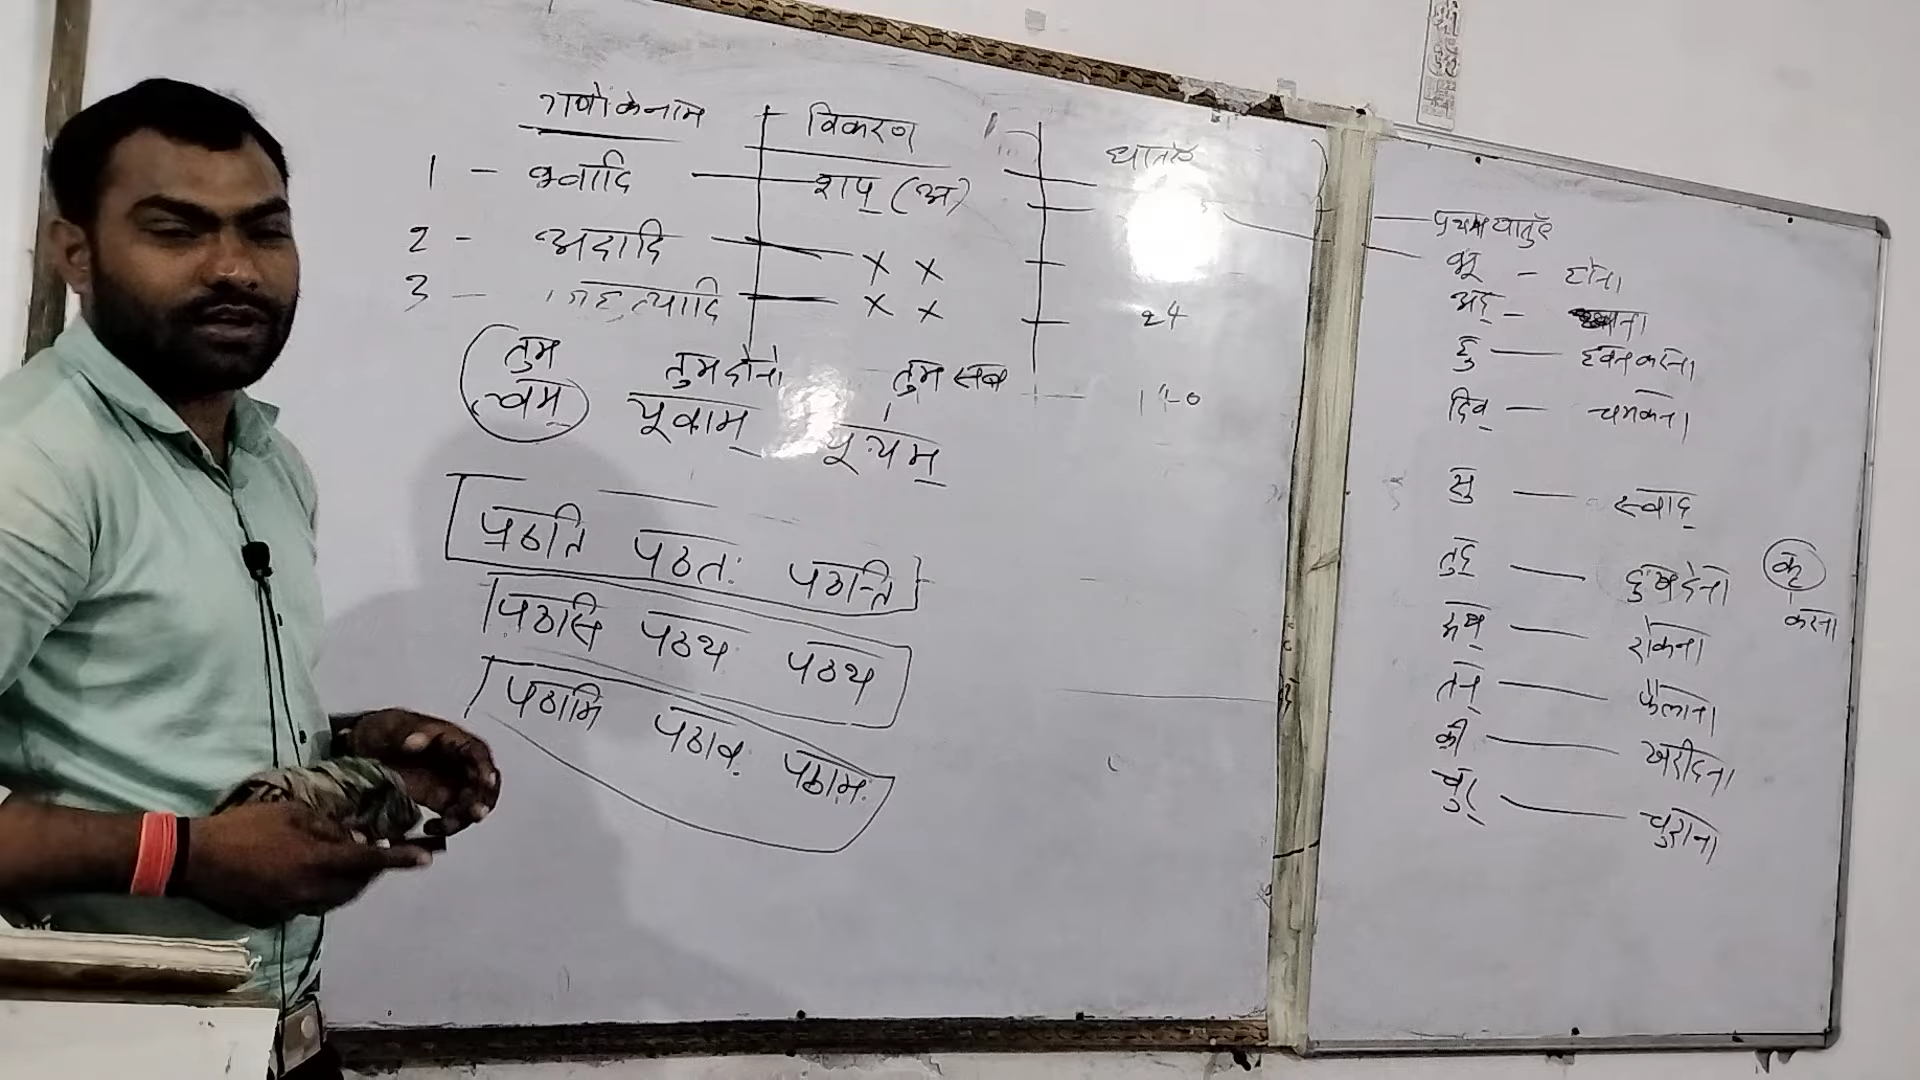 गणों के नाम विकरण धातुएँ
1 - भ्वादि शप् (अ)
2 - अदादि × ×
3 - जुहोत्यादि × × 24
तुम तुम दोनो तुम सब
त्वम् यूवाम् यूयम्
पठति पठतः पठन्ति
पठसि पठथः पठथ
पठामि पठावः पठामः
प्रथम धातुएँ
भू - होना
अद् -
हु - हवन करना
दिव् - चमकना
सु - स्वाद्
तुद् - दुःख देना
रुध् - रोकना
तन् - फैलाना
क्री - खरीदना
चुर् - चुराना
कृ
करना